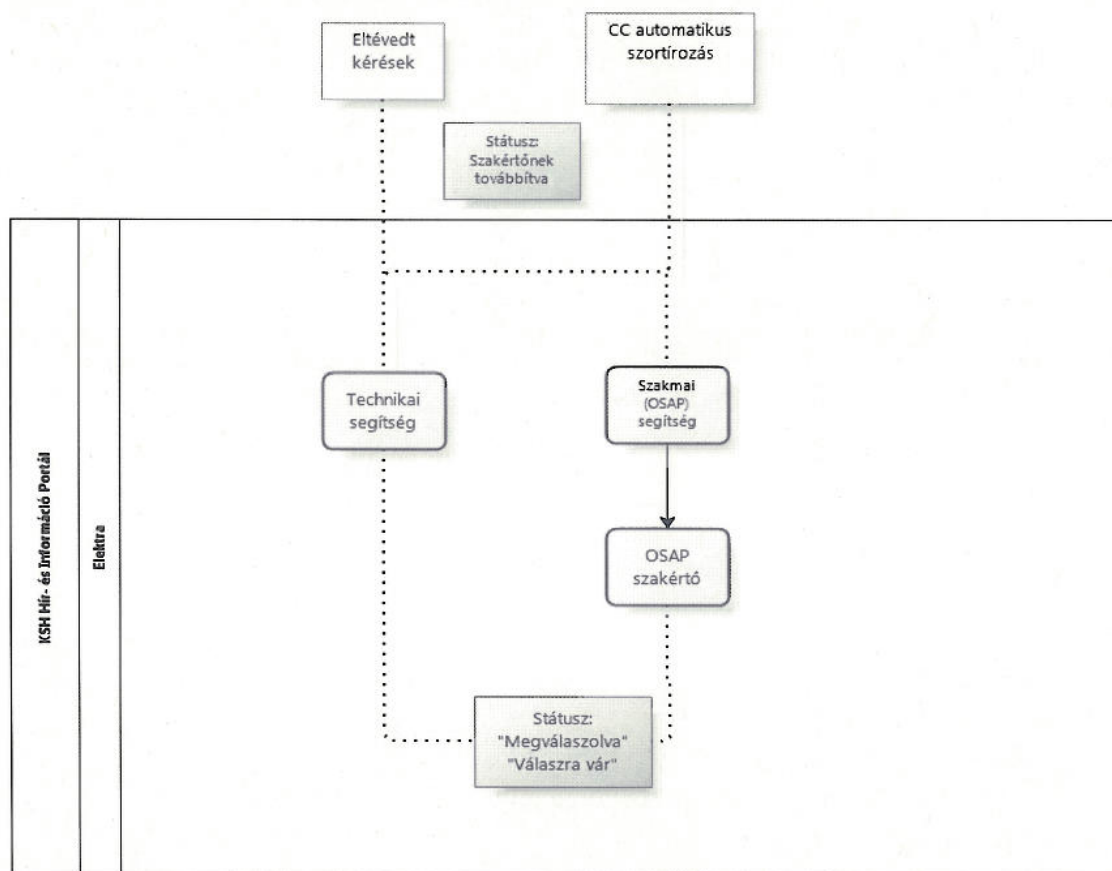 Eltévedt
kérések
CC automatikus
szortírozás
Státusz:
Szakértőnek
továbbítva
KSH Hír- és Információ Portál
Elektra
Technikai
segítség
Szakmai
(OSAP)
segítség
OSAP
szakértő
Státusz:
"Megválaszolva"
"Válaszra vár"